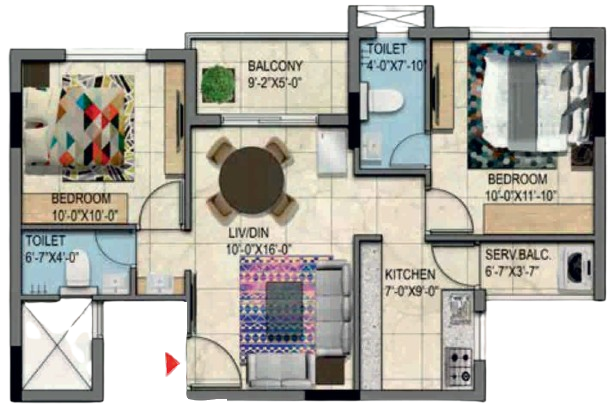 BALCONY
9'-2"X5'-0"
TOILET
4'-0"X7'-10"
BEDROOM
10'-0"X10'-0"
BEDROOM
10'-0"X11'-10"
LIV/DIN
10'-0"X16'-0"
TOILET
6'-7"X4'-0"
KITCHEN
7'-0"X9'-0"
SERV.BALC.
6'-7"X3'-7"